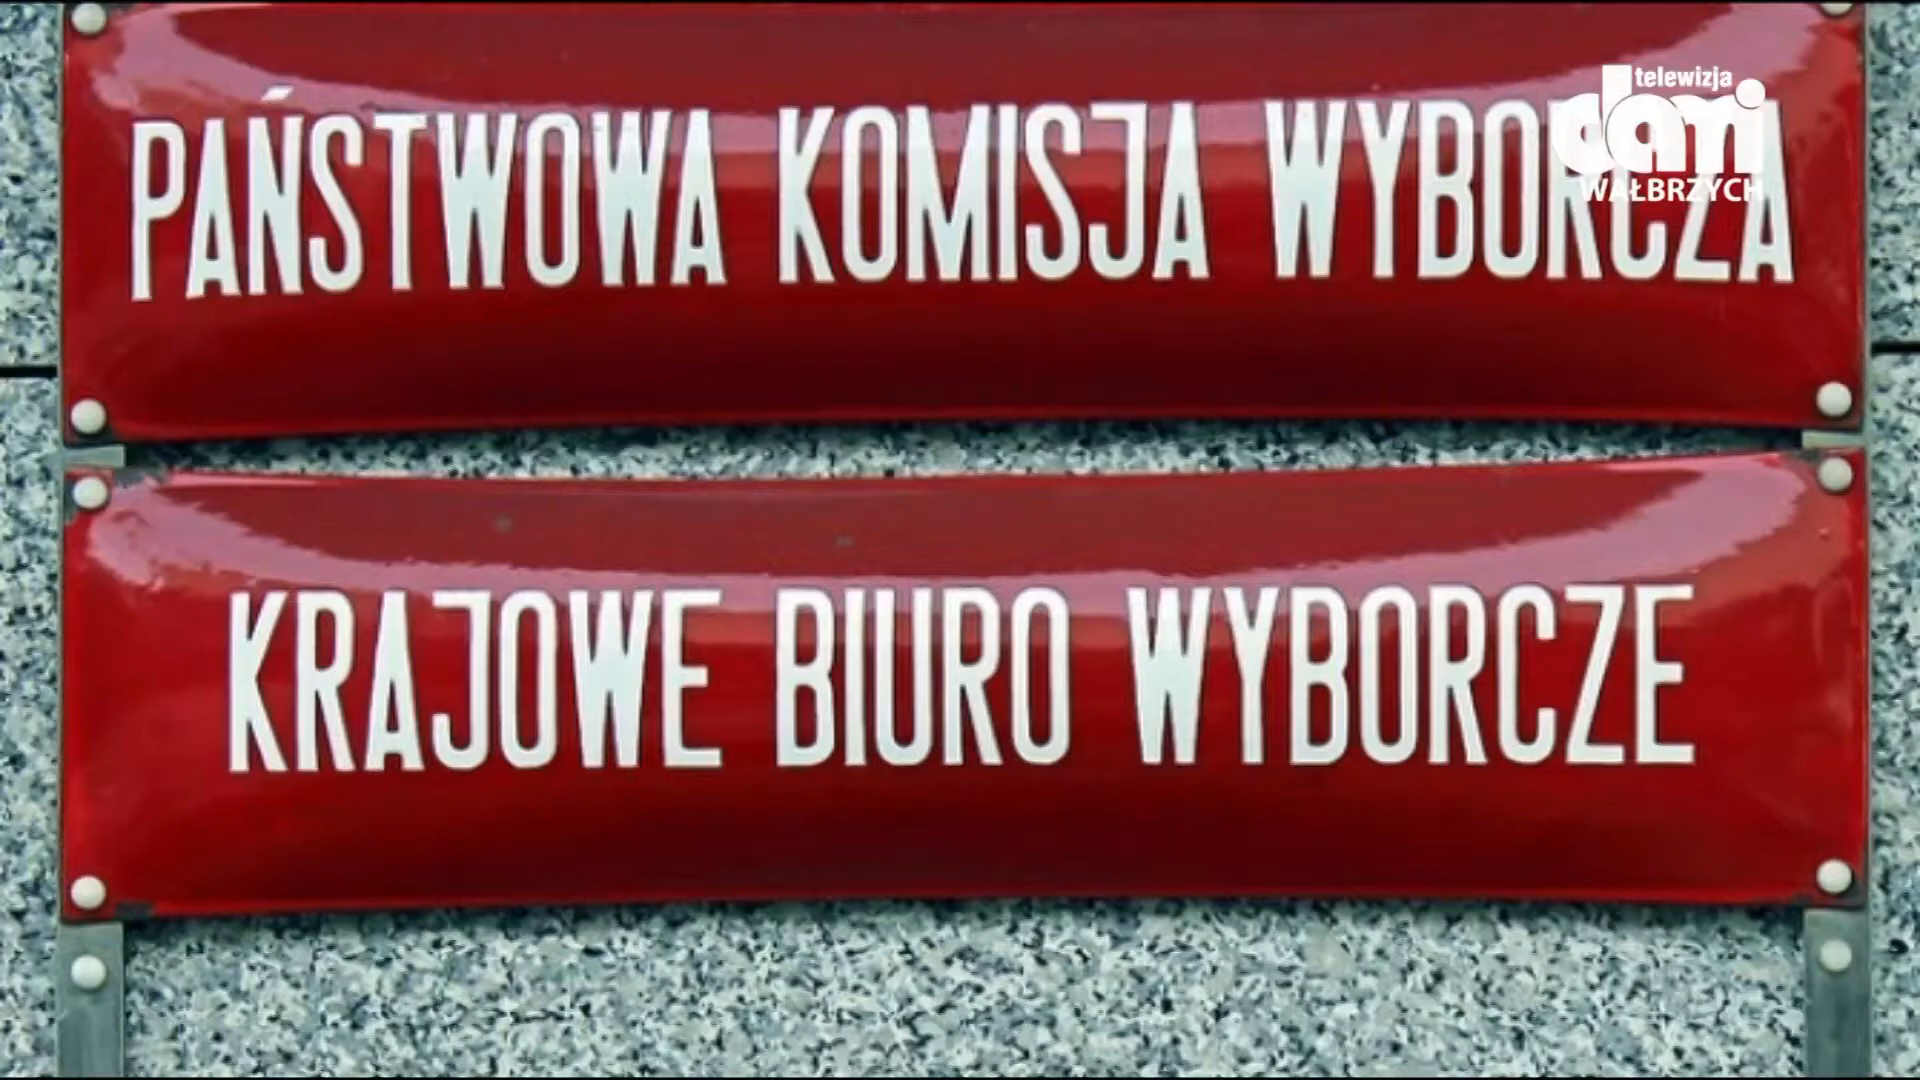 telewizja
dami
WAŁBRZYCH
PAŃSTWOWA KOMISJA WYBORCZA
KRAJOWE BIURO WYBORCZE